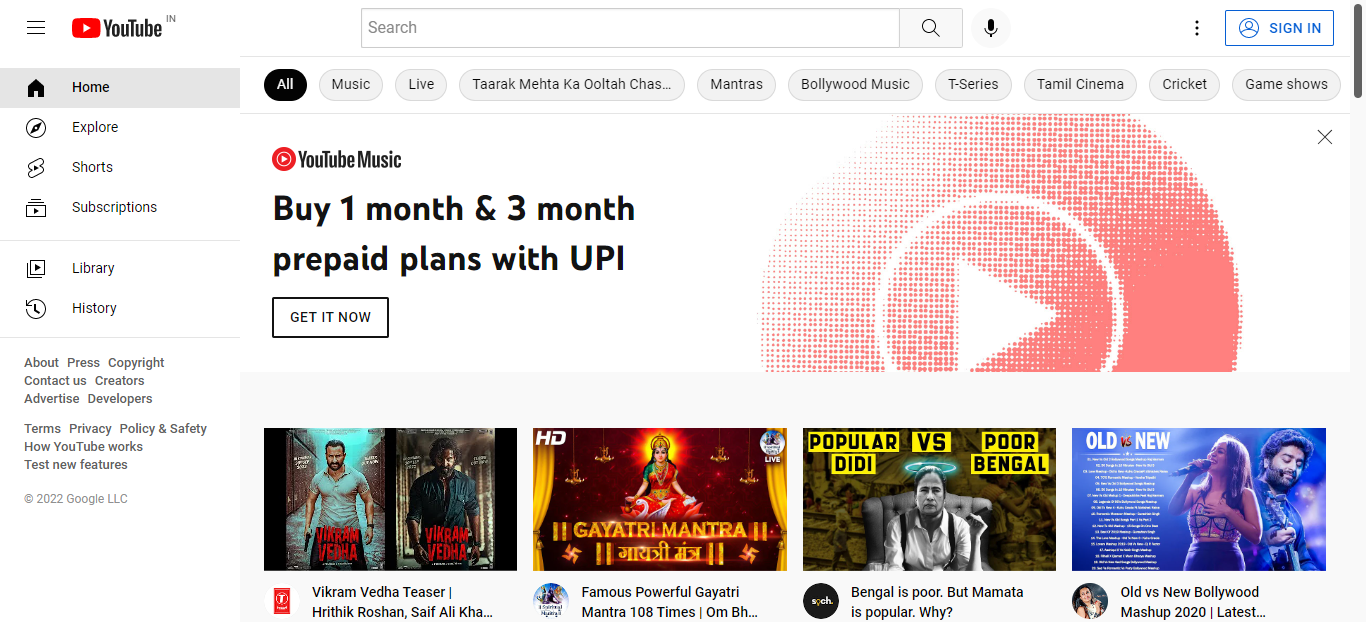 YouTube IN
Search
SIGN IN
Home
Explore
Shorts
Subscriptions
Library
History
About Press Copyright
Contact us Creators
Advertise Developers
Terms Privacy Policy & Safety
How YouTube works
Test new features
© 2022 Google LLC
All Music Live Taarak Mehta Ka Ooltah Chas... Mantras Bollywood Music T-Series Tamil Cinema Cricket Game shows
YouTube Music
Buy 1 month & 3 month
prepaid plans with UPI
GET IT NOW
VIKRAM
VEDHA
VIKRAM
VEDHA
Vikram Vedha Teaser |
Hrithik Roshan, Saif Ali Kha...
HD
LIVE
|| GAYATRI MANTRA ||
|| गायत्री मंत्र ||
Famous Powerful Gayatri
Mantra 108 Times | Om Bh...
POPULAR VS POOR
DIDI BENGAL
soch.
Bengal is poor. But Mamata
is popular. Why?
OLD vs NEW
Old vs New Bollywood
Mashup 2020 | Latest...